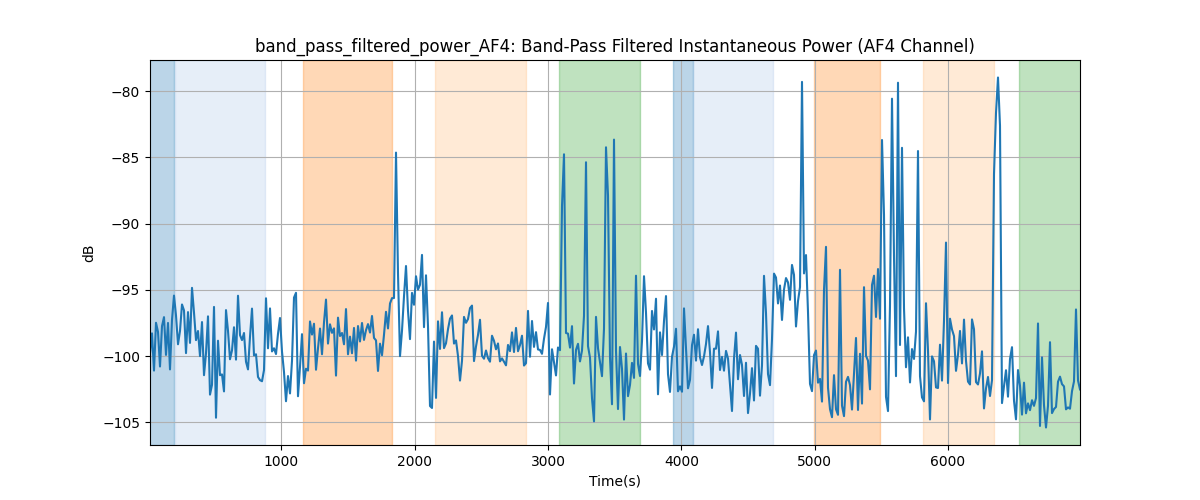 band_pass_filtered_power_AF4: Band-Pass Filtered Instantaneous Power (AF4 Channel)
−80
−85
−90
−95
−100
−105
dB
1000 2000 3000 4000 5000 6000
Time(s)